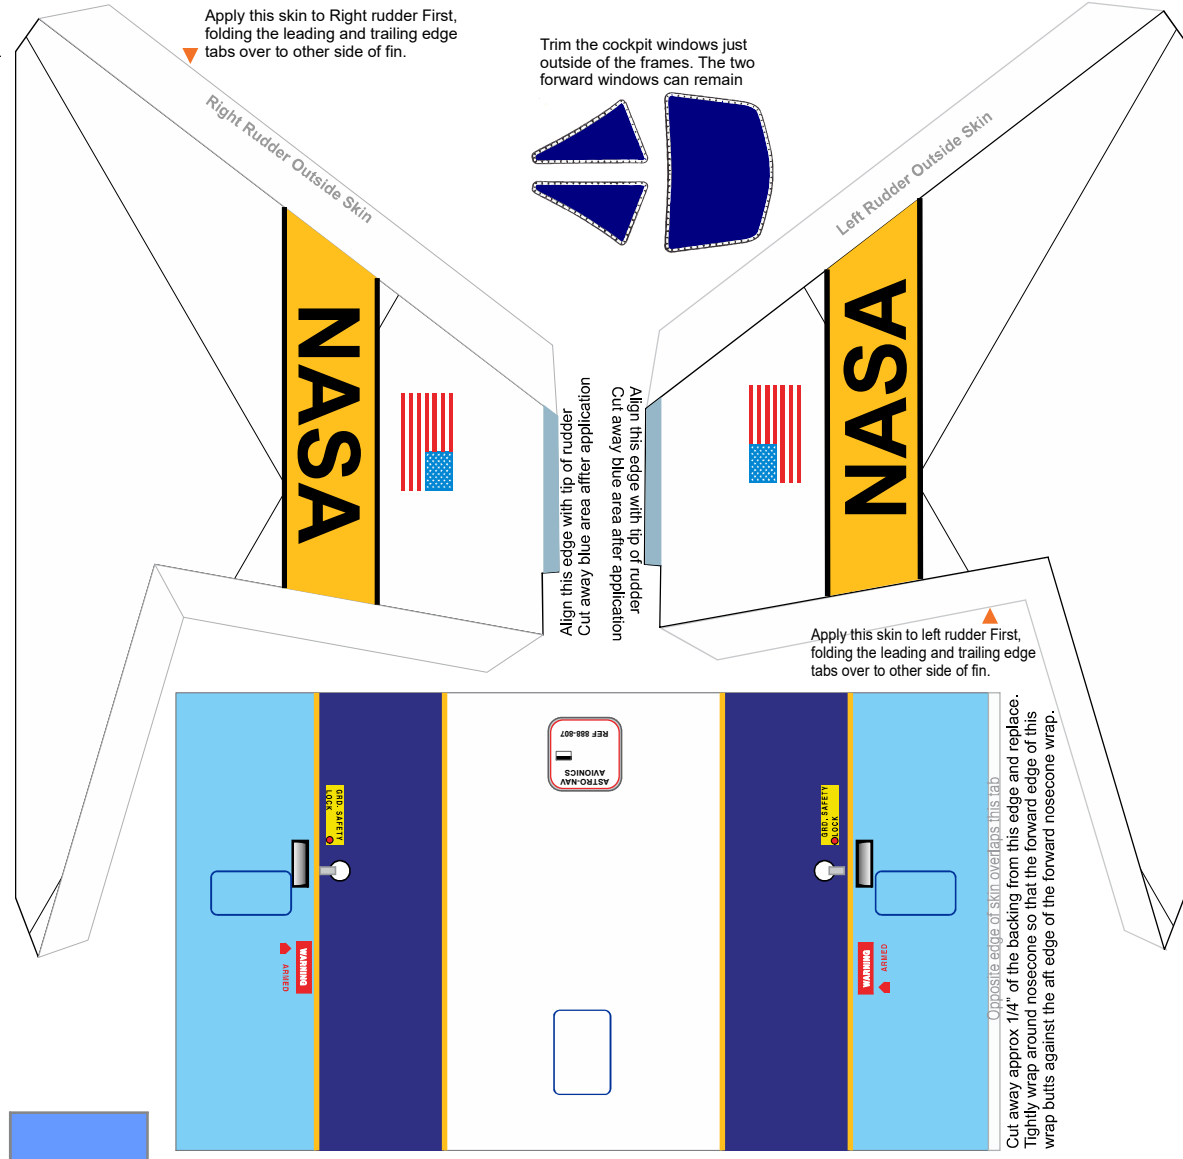 Apply this skin to Right rudder First,
folding the leading and trailing edge
tabs over to other side of fin.
Trim the cockpit windows just
outside of the frames. The two
forward windows can remain
Right Rudder Outside Skin
Left Rudder Outside Skin
NASA
NASA
Align this edge with tip of rudder
Cut away blue area affter application
Align this edge with tip of rudder
Cut away blue area after application
Apply this skin to left rudder First,
folding the leading and trailing edge
tabs over to other side of fin.
ASTRO-NAV
AVIONICS
REF 888-807
GRD. SAFETY
LOCK
GRD. SAFETY
LOCK
WARNING
ARMED
WARNING
ARMED
Opposite edge of skin overlaps this tab
Cut away approx 1/4" of the backing from this edge and replace.
Tightly wrap around nosecone so that the forward edge of this
wrap butts against the aft edge of the forward nosecone wrap.